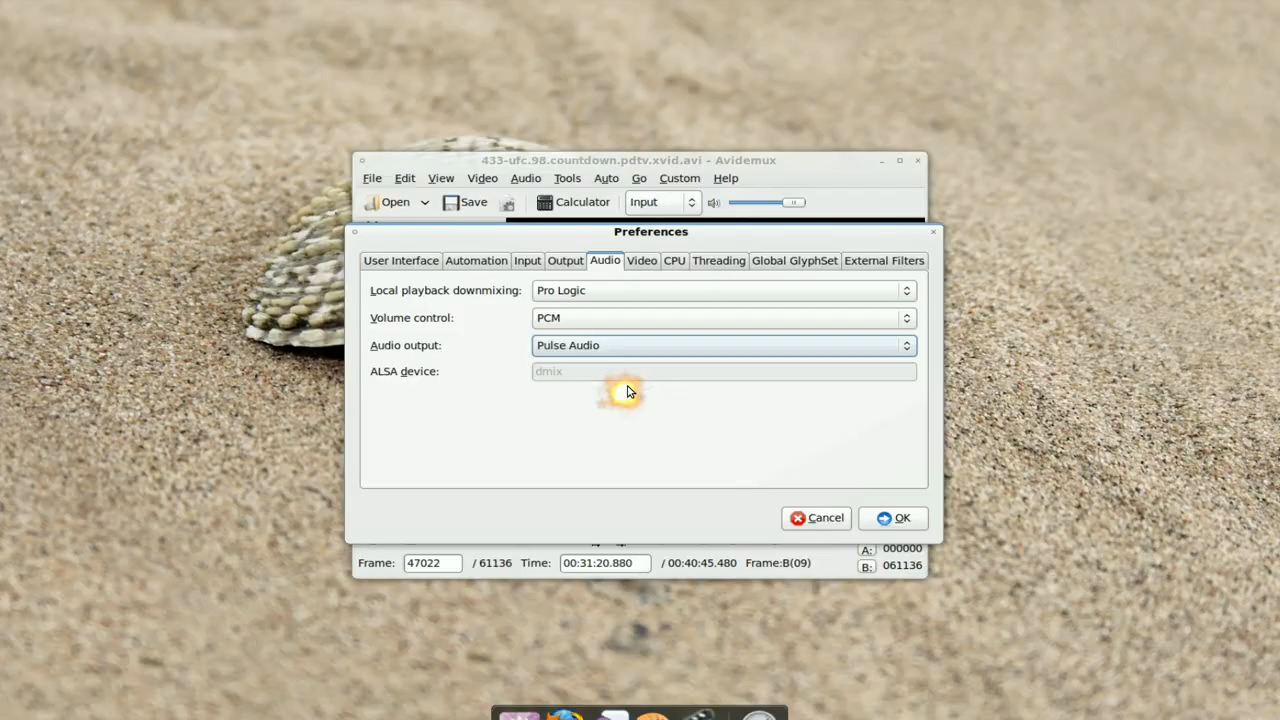 433-ufc.98.countdown.pdtv.xvid.avi - Avidemux
File Edit View Video Audio Tools Auto Go Custom Help
Open Save Calculator Input
Preferences
User Interface Automation Input Output Audio Video CPU Threading Global GlyphSet External Filters
Local playback downmixing: Pro Logic
Volume control: PCM
Audio output: Pulse Audio
ALSA device: dmix
Cancel OK
A: 000000
Frame: 47022 / 61136 Time: 00:31:20.880 / 00:40:45.480 Frame:B(09)
B: 061136